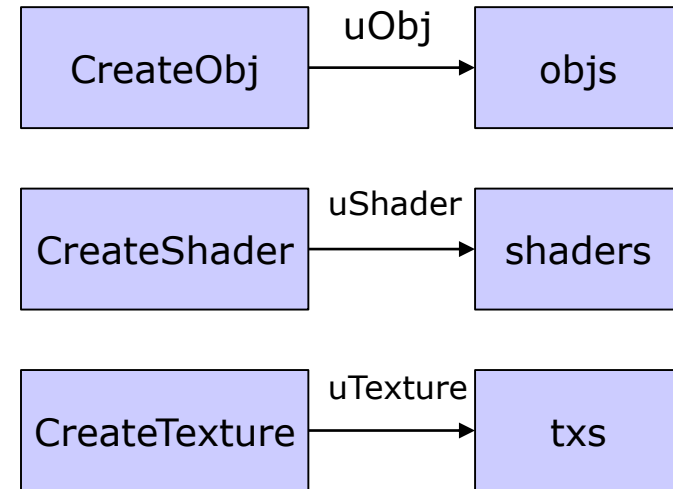 uObj
CreateObj
objs
uShader
CreateShader
shaders
uTexture
CreateTexture
txs